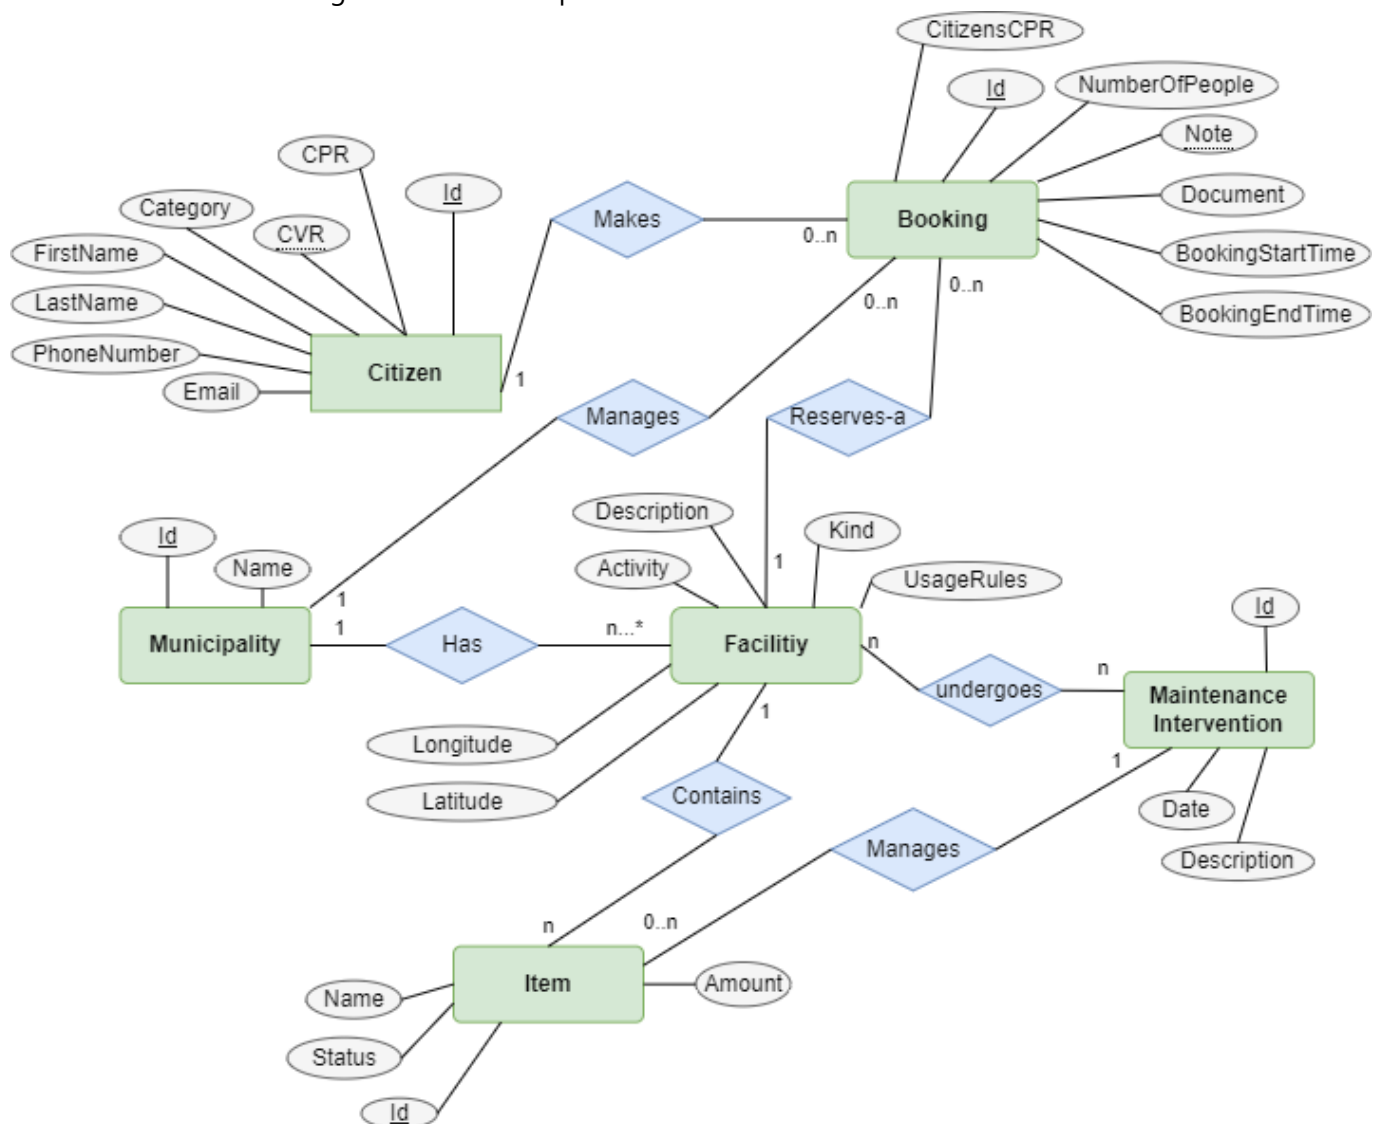 CitizensCPR
Id
NumberOfPeople
Note
Document
BookingStartTime
BookingEndTime
Booking
CPR
Id
Category
CVR
FirstName
LastName
PhoneNumber
Email
Citizen
1
Makes
0..n
0..n
0..n
Manages
Reserves-a
Id
Name
1
1
Municipality
Has
n...*
Description
Activity
Kind
UsageRules
1
Facilitiy
n
undergoes
n
Id
Maintenance
Intervention
Longitude
Latitude
1
Contains
Manages
1
Date
Description
n
0..n
Item
Name
Status
Id
Amount